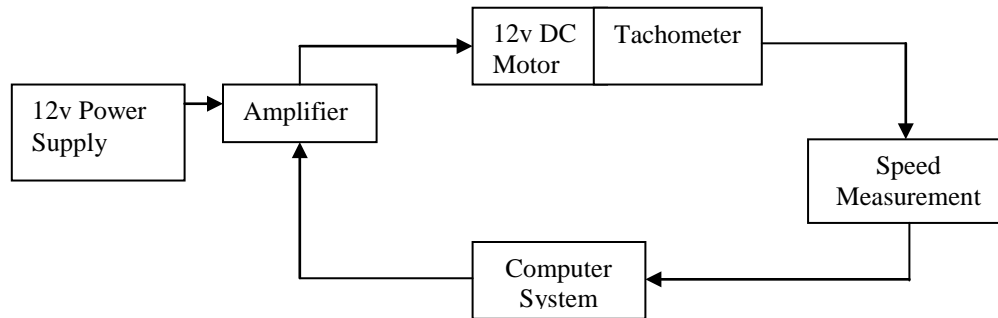 12v DC
Motor
Tachometer
12v Power
Supply
Amplifier
Speed
Measurement
Computer
System